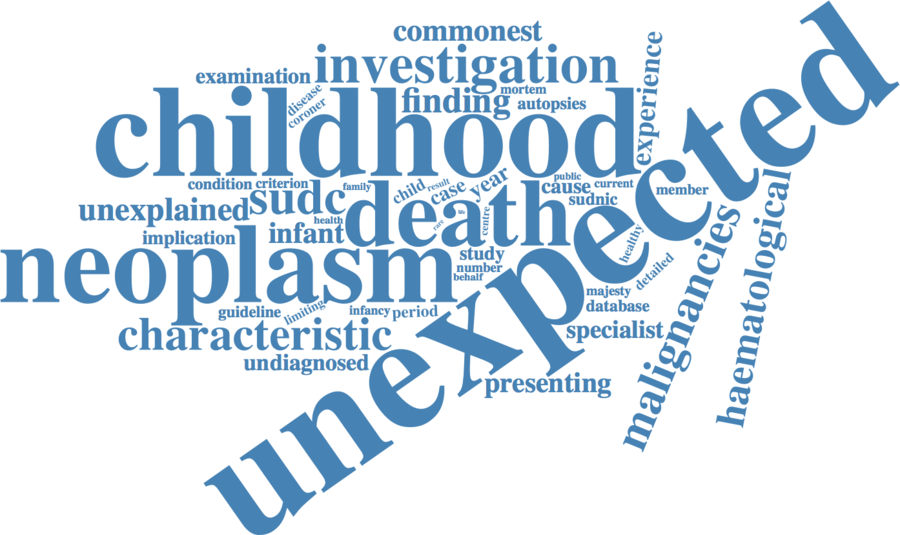 commonest
investigation
examination
disease
coroner
finding
mortem
autopsies
experience
childhood
unexpected
condition
criterion
family
child
result
case
year
public
cause
current
member
sudnic
unexplained
sudc
health
death
rare
life
centre
infant
implication
healthy
detailed
haematological
malignancies
neoplasm
study
number
behalf
majesty
database
guideline
limiting
infancy
period
characteristic
specialist
undiagnosed
presenting